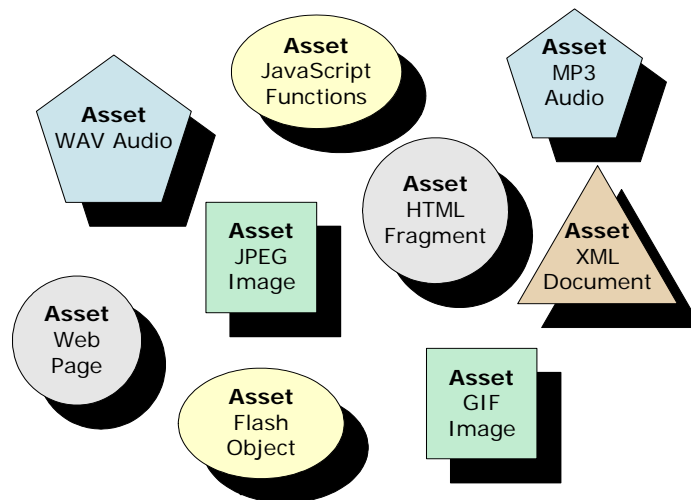 Asset
JavaScript
Functions
Asset
MP3
Audio
Asset
WAV Audio
Asset
HTML
Fragment
Asset
JPEG
Image
Asset
XML
Document
Asset
Web
Page
Asset
Flash
Object
Asset
GIF
Image